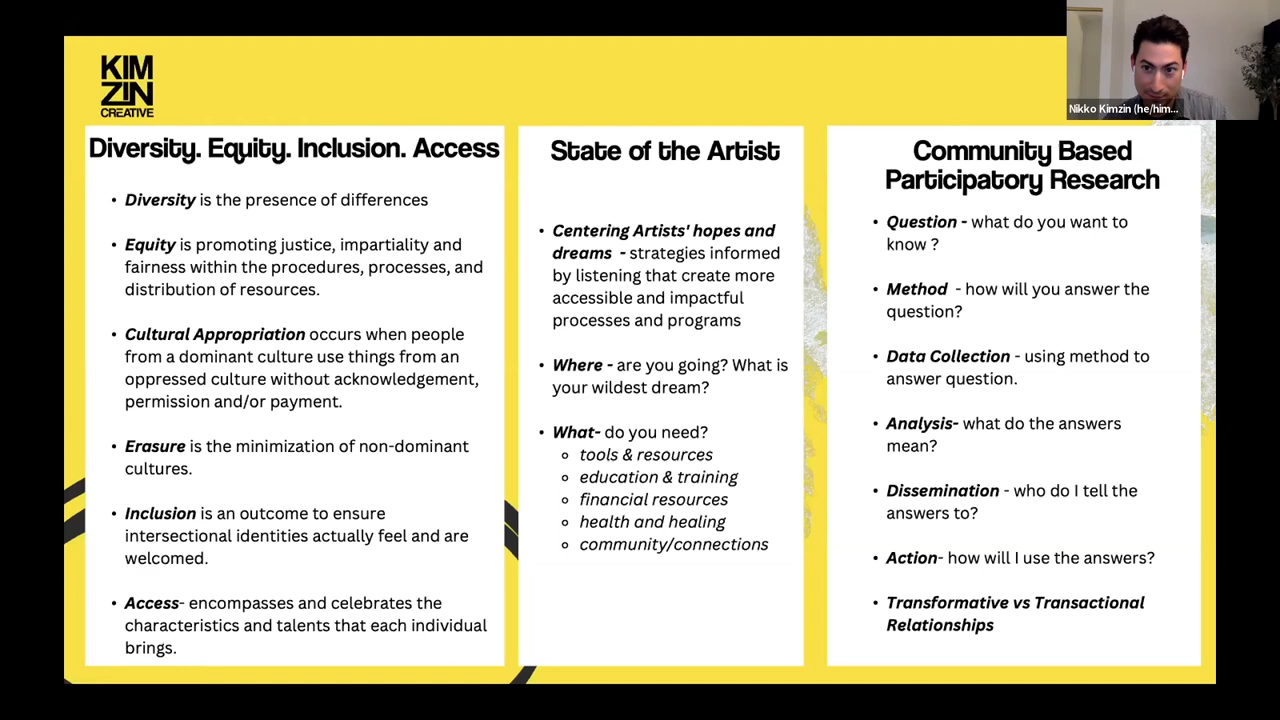 KIM
ZIN
CREATIVE
Nikko Kimzin (he/him...
Diversity. Equity. Inclusion. Access
• Diversity is the presence of differences
• Equity is promoting justice, impartiality and
fairness within the procedures, processes, and
distribution of resources.
• Cultural Appropriation occurs when people
from a dominant culture use things from an
oppressed culture without acknowledgement,
permission and/or payment.
• Erasure is the minimization of non-dominant
cultures.
• Inclusion is an outcome to ensure
intersectional identities actually feel and are
welcomed.
• Access- encompasses and celebrates the
characteristics and talents that each individual
brings.
State of the Artist
• Centering Artists' hopes and
dreams - strategies informed
by listening that create more
accessible and impactful
processes and programs
• Where - are you going? What is
your wildest dream?
• What- do you need?
◦ tools & resources
◦ education & training
◦ financial resources
◦ health and healing
◦ community/connections
Community Based
Participatory Research
• Question - what do you want to
know ?
• Method - how will you answer the
question?
• Data Collection - using method to
answer question.
• Analysis- what do the answers
mean?
• Dissemination - who do I tell the
answers to?
• Action- how will I use the answers?
• Transformative vs Transactional
Relationships